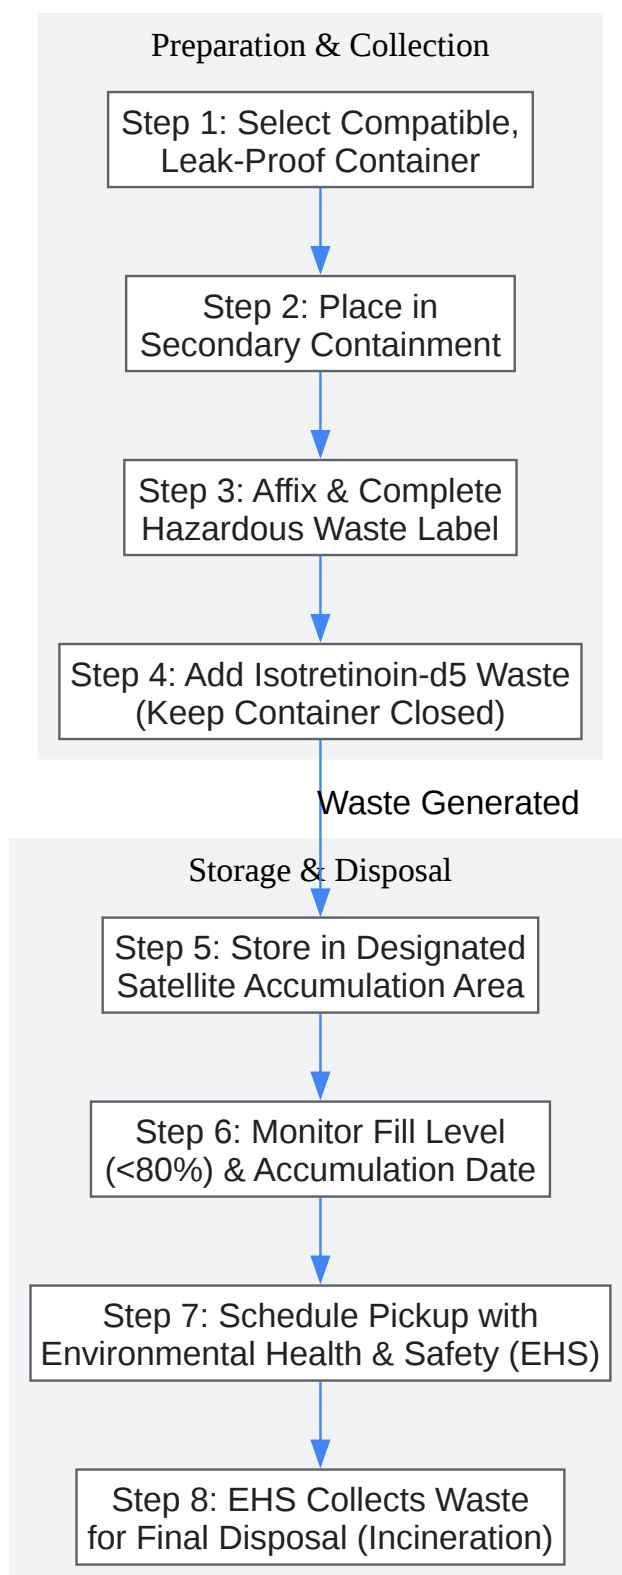 Preparation & Collection
Step 1: Select Compatible,
Leak-Proof Container
Step 2: Place in
Secondary Containment
Step 3: Affix & Complete
Hazardous Waste Label
Step 4: Add Isotretinoin-d5 Waste
(Keep Container Closed)
Waste Generated
Storage & Disposal
Step 5: Store in Designated
Satellite Accumulation Area
Step 6: Monitor Fill Level
(<80%) & Accumulation Date
Step 7: Schedule Pickup with
Environmental Health & Safety (EHS)
Step 8: EHS Collects Waste
for Final Disposal (Incineration)